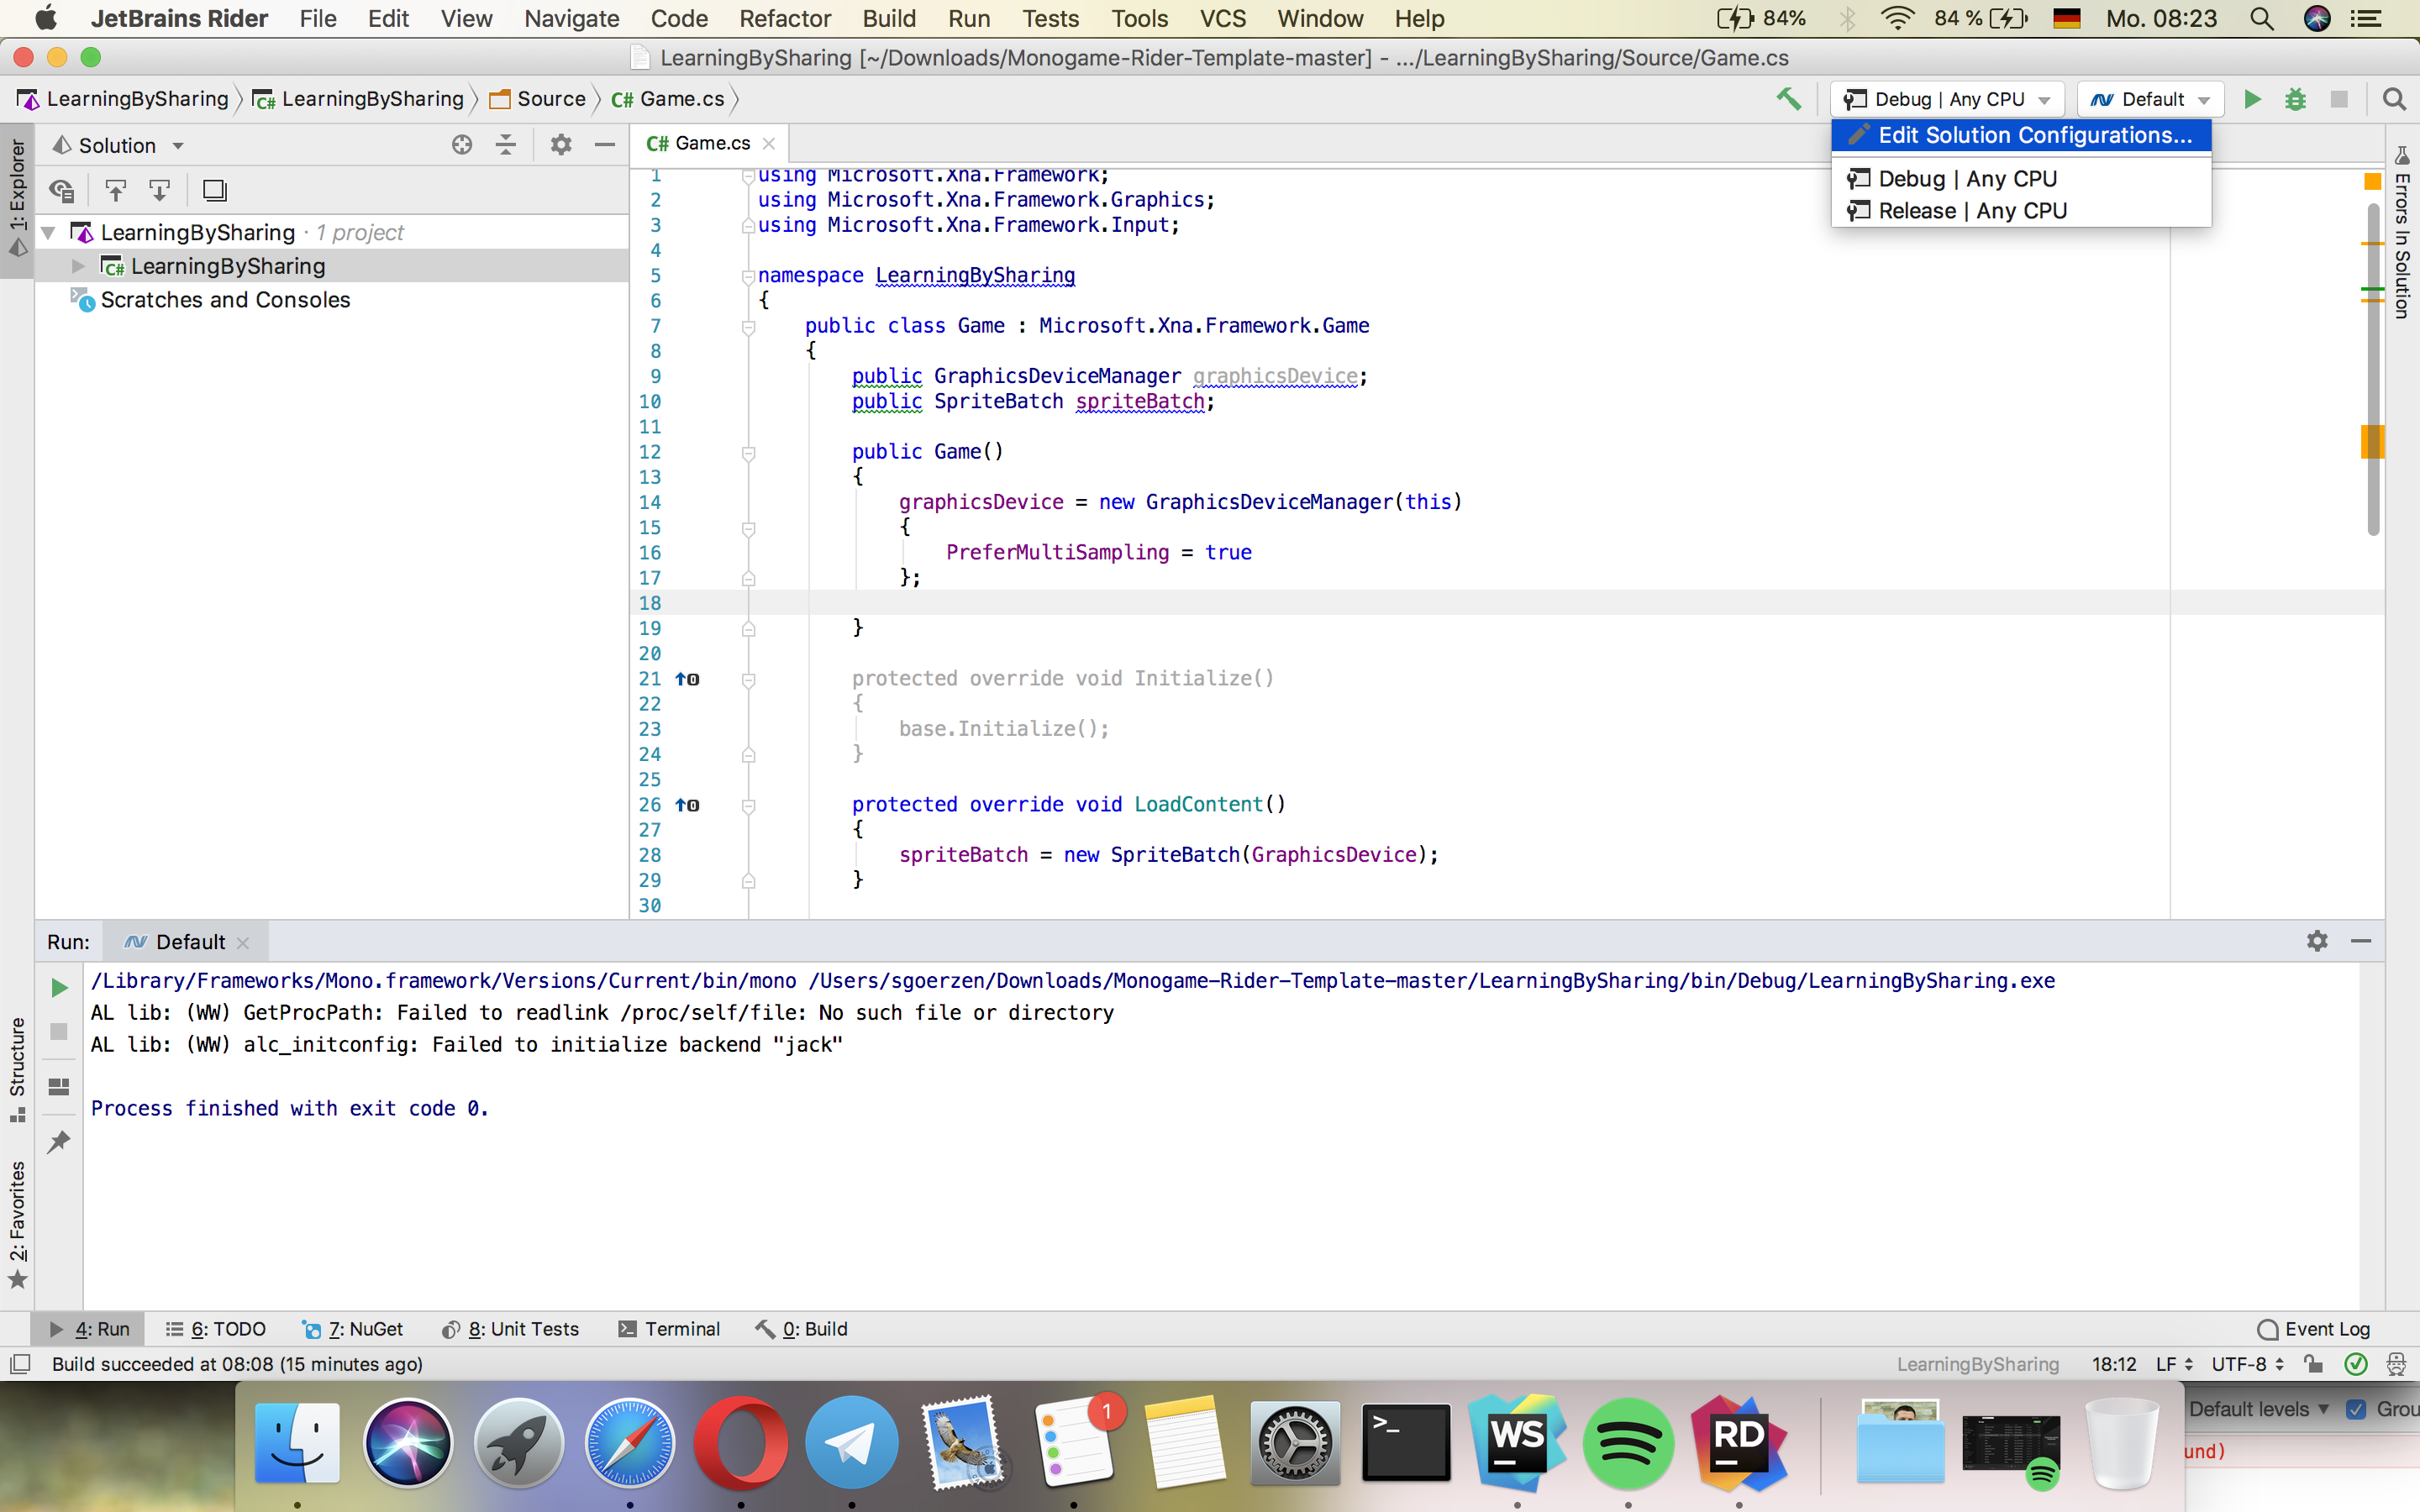 JetBrains Rider File Edit View Navigate Code Refactor Build Run Tests Tools VCS Window Help 84% 84 % Mo. 08:23
LearningBySharing [~/Downloads/Monogame-Rider-Template-master] - .../LearningBySharing/Source/Game.cs
LearningBySharing LearningBySharing Source C# Game.cs Debug | Any CPU Default
Edit Solution Configurations...
Debug | Any CPU
Release | Any CPU
1: Explorer
Solution
LearningBySharing · 1 project
C# LearningBySharing
Scratches and Consoles
C# Game.cs
1 using Microsoft.Xna.Framework;
2 using Microsoft.Xna.Framework.Graphics;
3 using Microsoft.Xna.Framework.Input;
4
5 namespace LearningBySharing
6 {
7 public class Game : Microsoft.Xna.Framework.Game
8 {
9 public GraphicsDeviceManager graphicsDevice;
10 public SpriteBatch spriteBatch;
11
12 public Game()
13 {
14 graphicsDevice = new GraphicsDeviceManager(this)
15 {
16 PreferMultiSampling = true
17 };
18
19 }
20
21 protected override void Initialize()
22 {
23 base.Initialize();
24 }
25
26 protected override void LoadContent()
27 {
28 spriteBatch = new SpriteBatch(GraphicsDevice);
29 }
30
Errors In Solution
Run: Default
/Library/Frameworks/Mono.framework/Versions/Current/bin/mono /Users/sgoerzen/Downloads/Monogame-Rider-Template-master/LearningBySharing/bin/Debug/LearningBySharing.exe
AL lib: (WW) GetProcPath: Failed to readlink /proc/self/file: No such file or directory
AL lib: (WW) alc_initconfig: Failed to initialize backend "jack"
Process finished with exit code 0.
Structure
2: Favorites
4: Run 6: TODO 7: NuGet 8: Unit Tests Terminal 0: Build Event Log
Build succeeded at 08:08 (15 minutes ago) LearningBySharing 18:12 LF UTF-8
1
WS
RD
Default levels Grou
und)